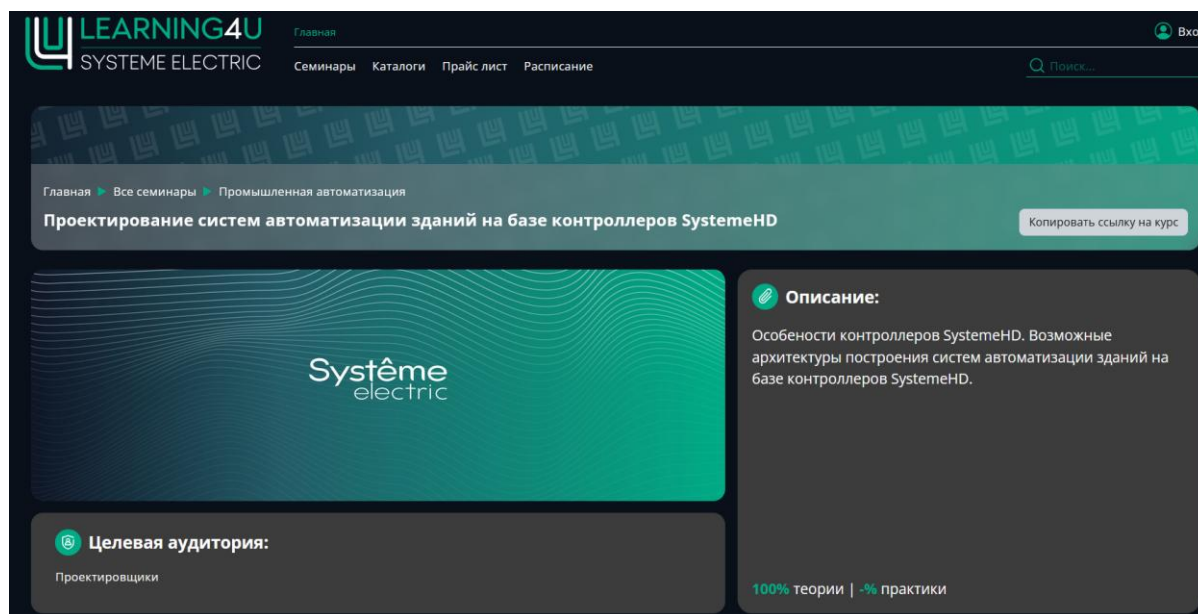 LEARNING4U
SYSTEME ELECTRIC
Главная
Вхо
Семинары Каталоги Прайс лист Расписание
Поиск...
Главная Все семинары Промышленная автоматизация
Проектирование систем автоматизации зданий на базе контроллеров SystemeHD
Копировать ссылку на курс
Systême
electric
Описание:
Особености контроллеров SystemeHD. Возможные
архитектуры построения систем автоматизации зданий на
базе контроллеров SystemeHD.
100% теории | -% практики
Целевая аудитория:
Проектировщики